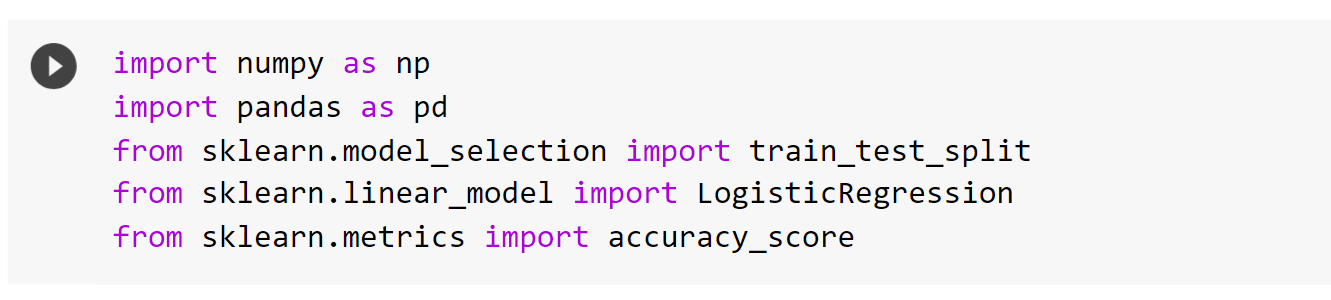 import numpy as np
import pandas as pd
from sklearn.model_selection import train_test_split
from sklearn.linear_model import LogisticRegression
from sklearn.metrics import accuracy_score